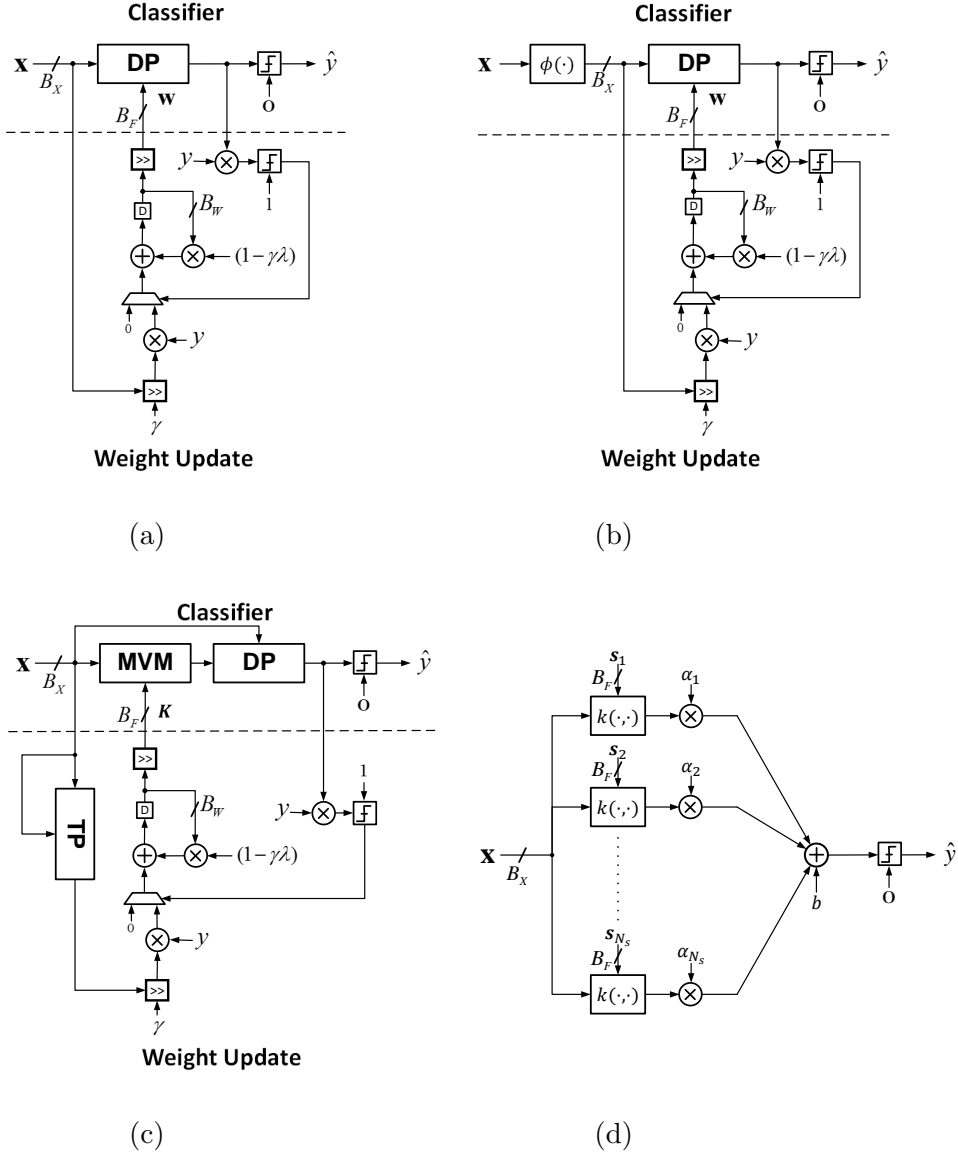 Classifier
x B_X DP ŷ
w O
B_F
>> y × 1
D B_W
+ × (1−γλ)
0
× y
>>
γ
Weight Update
(a)
Classifier
x ϕ(·) B_X DP ŷ
w O
B_F
>> y × 1
D B_W
+ × (1−γλ)
0
× y
>>
γ
Weight Update
(b)
Classifier
x B_X MVM DP ŷ
B_F K O
>> 1
TP D B_W y ×
+ × (1−γλ)
0
× y
>>
γ
Weight Update
(c)
s_1
B_F α_1
k(·,·) ×
s_2
B_F α_2
k(·,·) ×
x B_X + ŷ
b O
s_{N_s}
B_F α_{N_s}
k(·,·) ×
(d)